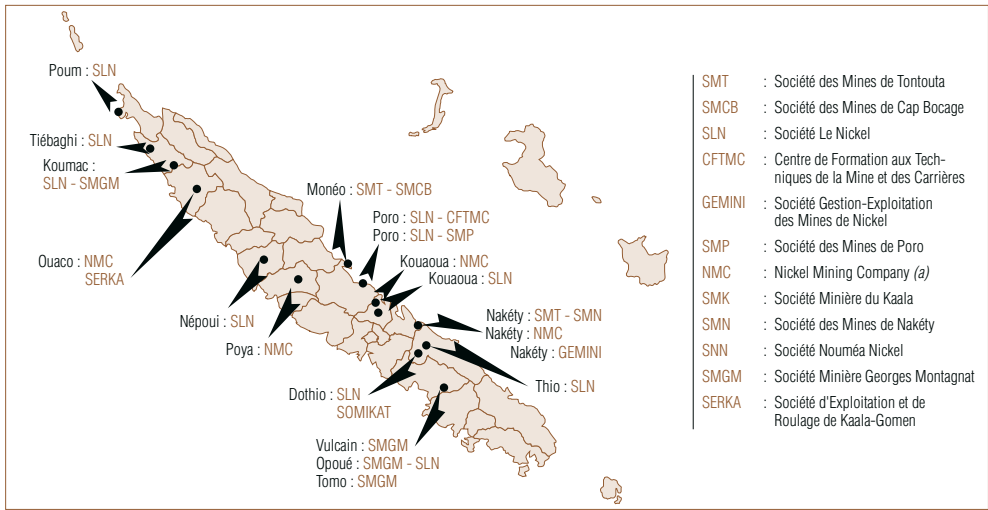 Poum : SLN
Tiébaghi : SLN
Koumac :
SLN - SMGM
Ouaco : NMC
SERKA
Népoui : SLN
Poya : NMC
Monéo : SMT - SMCB
Poro : SLN - CFTMC
Poro : SLN - SMP
Kouaoua : NMC
Kouaoua : SLN
Nakéty : SMT - SMN
Nakéty : NMC
Nakéty : GEMINI
Thio : SLN
Dothio : SLN
SOMIKAT
Vulcain : SMGM
Opoué : SMGM - SLN
Tomo : SMGM
SMT : Société des Mines de Tontouta
SMCB : Société des Mines de Cap Bocage
SLN : Société Le Nickel
CFTMC : Centre de Formation aux Tech-
niques de la Mine et des Carrières
GEMINI : Société Gestion-Exploitation
des Mines de Nickel
SMP : Société des Mines de Poro
NMC : Nickel Mining Company (a)
SMK : Société Minière du Kaala
SMN : Société des Mines de Nakéty
SNN : Société Nouméa Nickel
SMGM : Société Minière Georges Montagnat
SERKA : Société d'Exploitation et de
Roulage de Kaala-Gomen